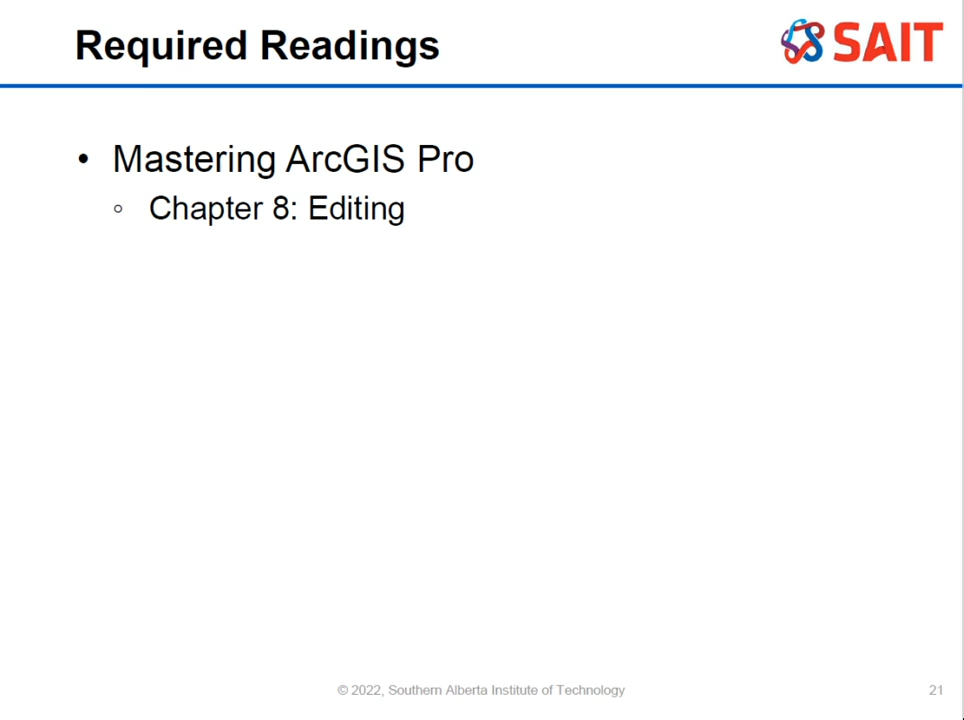 Required Readings
SAIT
• Mastering ArcGIS Pro
◦ Chapter 8: Editing
© 2022, Southern Alberta Institute of Technology
21